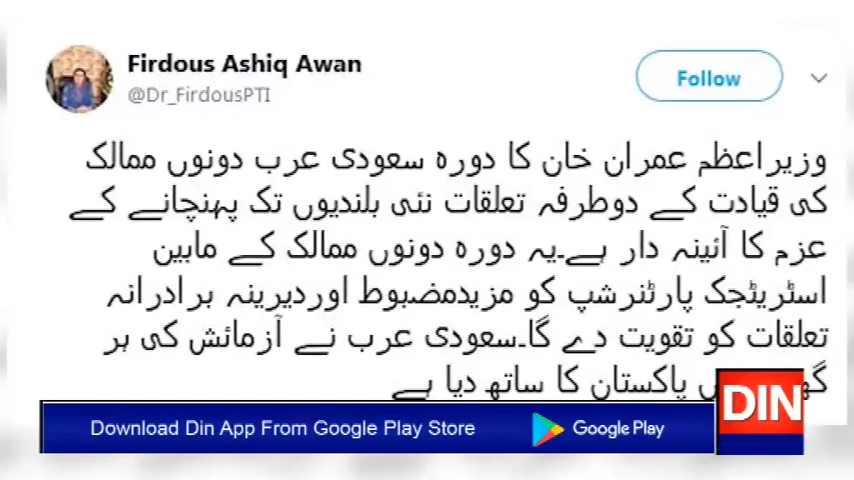 Firdous Ashiq Awan
@Dr_FirdousPTI
Follow
وزیراعظم عمران خان کا دورہ سعودی عرب دونوں ممالک
کی قیادت کے دوطرفہ تعلقات نئی بلندیوں تک پہنچانے کے
عزم کا آئینہ دار ہے۔یہ دورہ دونوں ممالک کے مابین
اسٹریٹجک پارٹنرشپ کو مزیدمضبوط اوردیرینہ برادرانہ
تعلقات کو تقویت دے گا۔سعودی عرب نے آزمائش کی ہر
پاکستان کا ساتھ دیا ہے
DIN
Download Din App From Google Play Store
Google Play